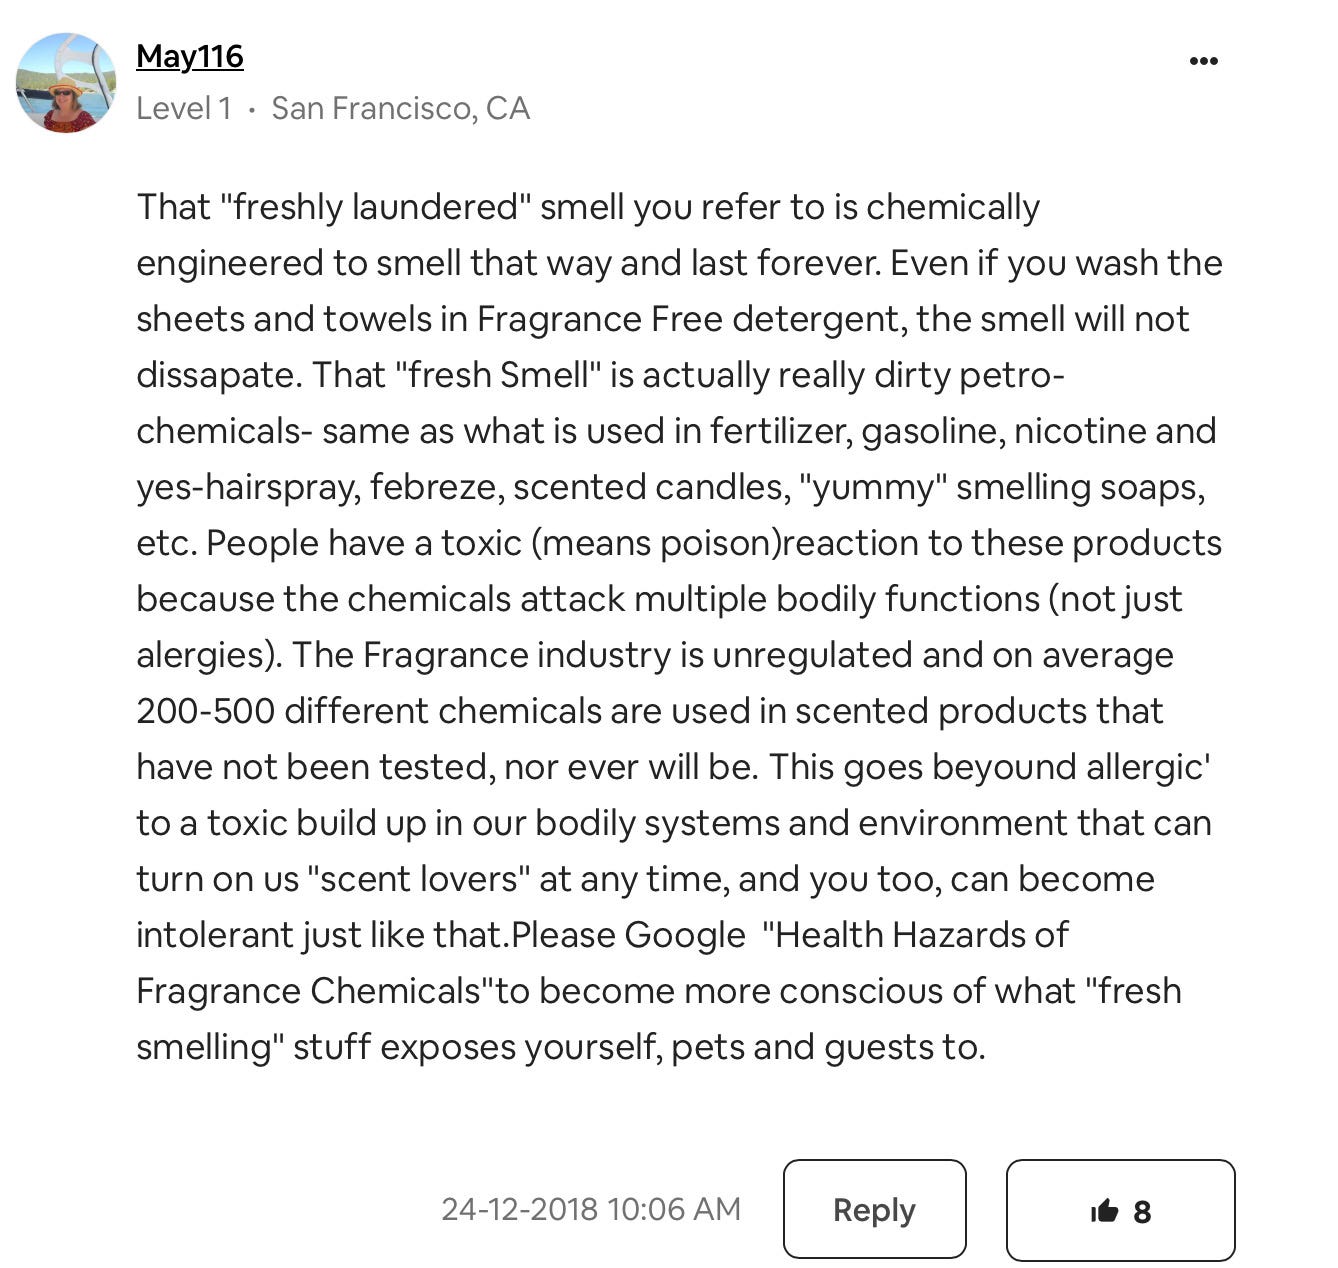 May116
Level 1 · San Francisco, CA
That "freshly laundered" smell you refer to is chemically
engineered to smell that way and last forever. Even if you wash the
sheets and towels in Fragrance Free detergent, the smell will not
dissapate. That "fresh Smell" is actually really dirty petro-
chemicals- same as what is used in fertilizer, gasoline, nicotine and
yes-hairspray, febreze, scented candles, "yummy" smelling soaps,
etc. People have a toxic (means poison)reaction to these products
because the chemicals attack multiple bodily functions (not just
alergies). The Fragrance industry is unregulated and on average
200-500 different chemicals are used in scented products that
have not been tested, nor ever will be. This goes beyound allergic'
to a toxic build up in our bodily systems and environment that can
turn on us "scent lovers" at any time, and you too, can become
intolerant just like that.Please Google  "Health Hazards of
Fragrance Chemicals"to become more conscious of what "fresh
smelling" stuff exposes yourself, pets and guests to.
24-12-2018 10:06 AM
Reply
8